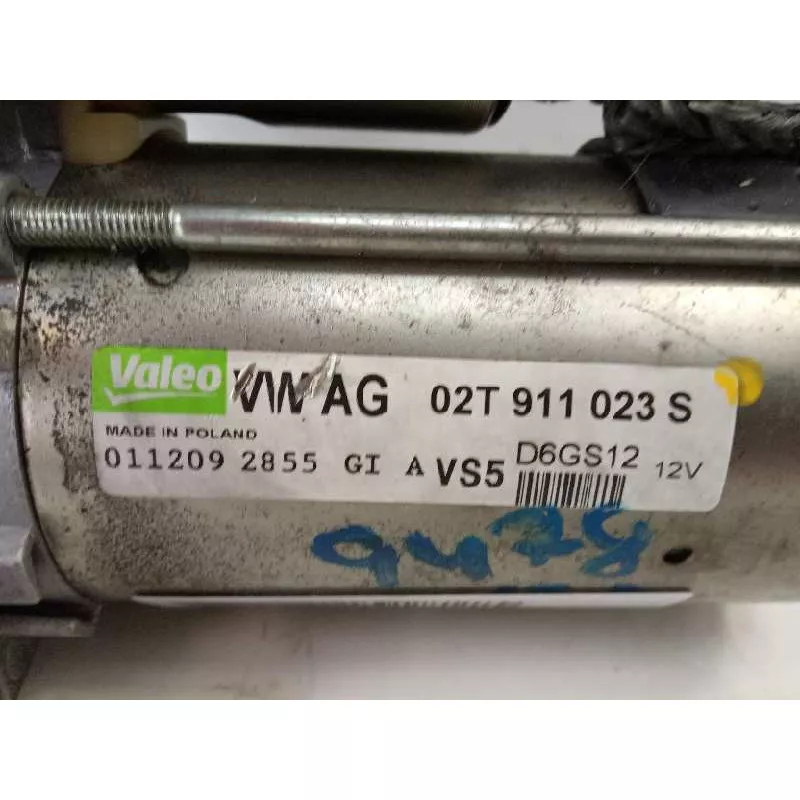 Valeo VW AG 02T 911 023 S
MADE IN POLAND
011209 2855 GI A VS5 D6GS12 12V